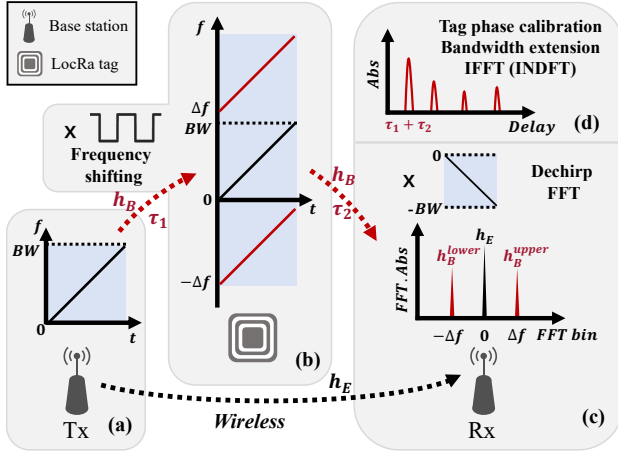 Base station
LocRa tag
X
Frequency
shifting
h_B
τ_1
f
BW
0
t
Tx
(a)
f
Δf
BW
0
t
−Δf
(b)
h_B
τ_2
h_E
Wireless
Tag phase calibration
Bandwidth extension
IFFT (INDFT)
Abs
τ_1 + τ_2
Delay
(d)
0
X
-BW
Dechirp
FFT
FFT.Abs
h_B^lower
h_E
h_B^upper
−Δf
0
Δf
FFT bin
Rx
(c)